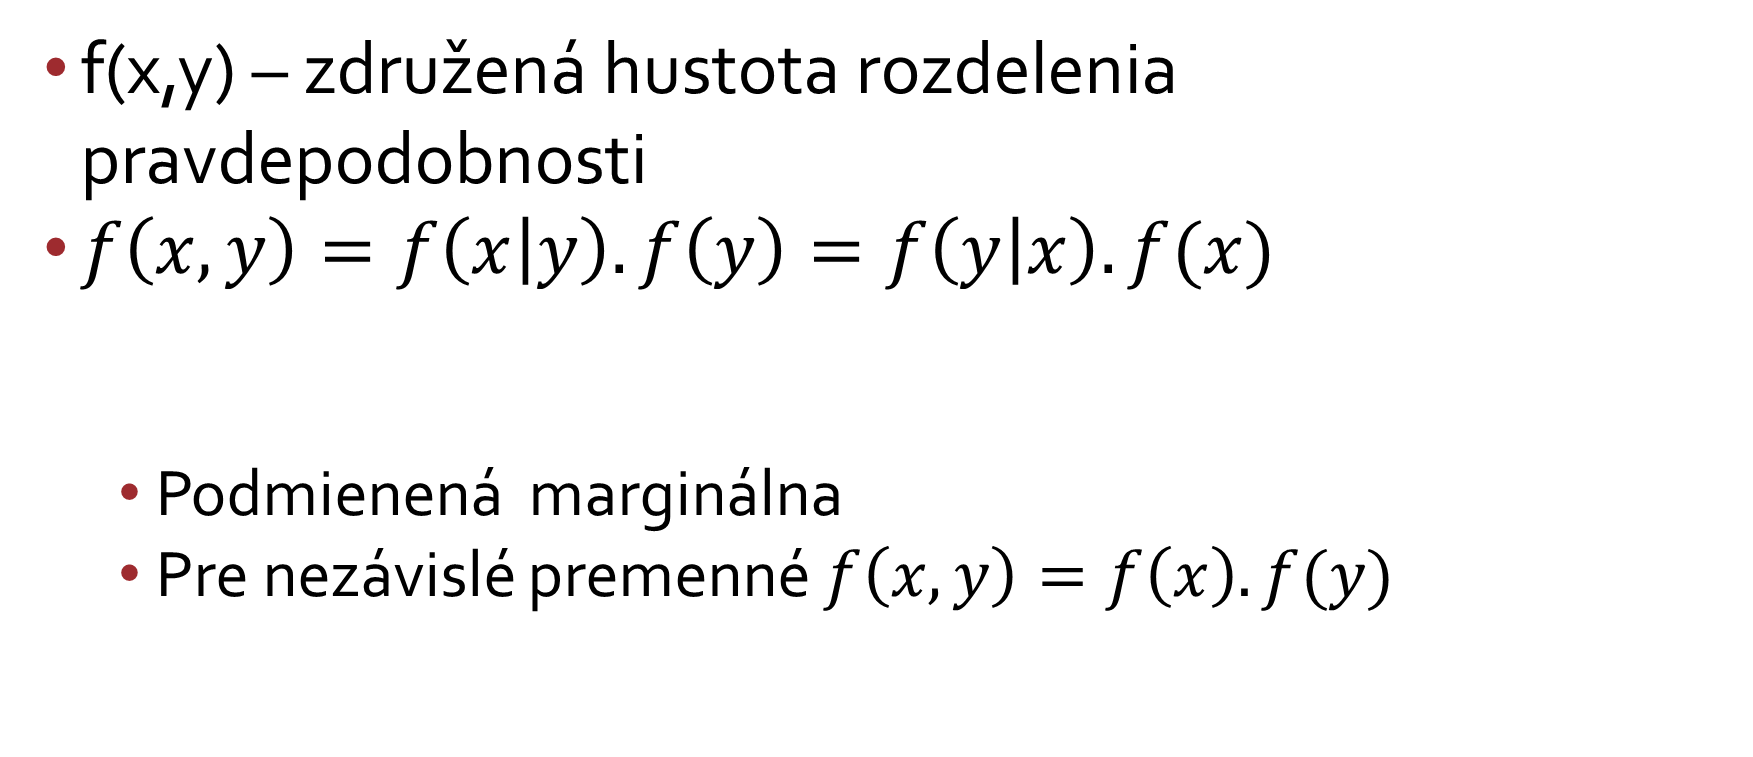 • f(x,y) – združená hustota rozdelenia
pravdepodobnosti
• f(x, y) = f(x|y). f(y) = f(y|x). f(x)
• Podmienená marginálna
• Pre nezávislé premenné f(x, y) = f(x). f(y)